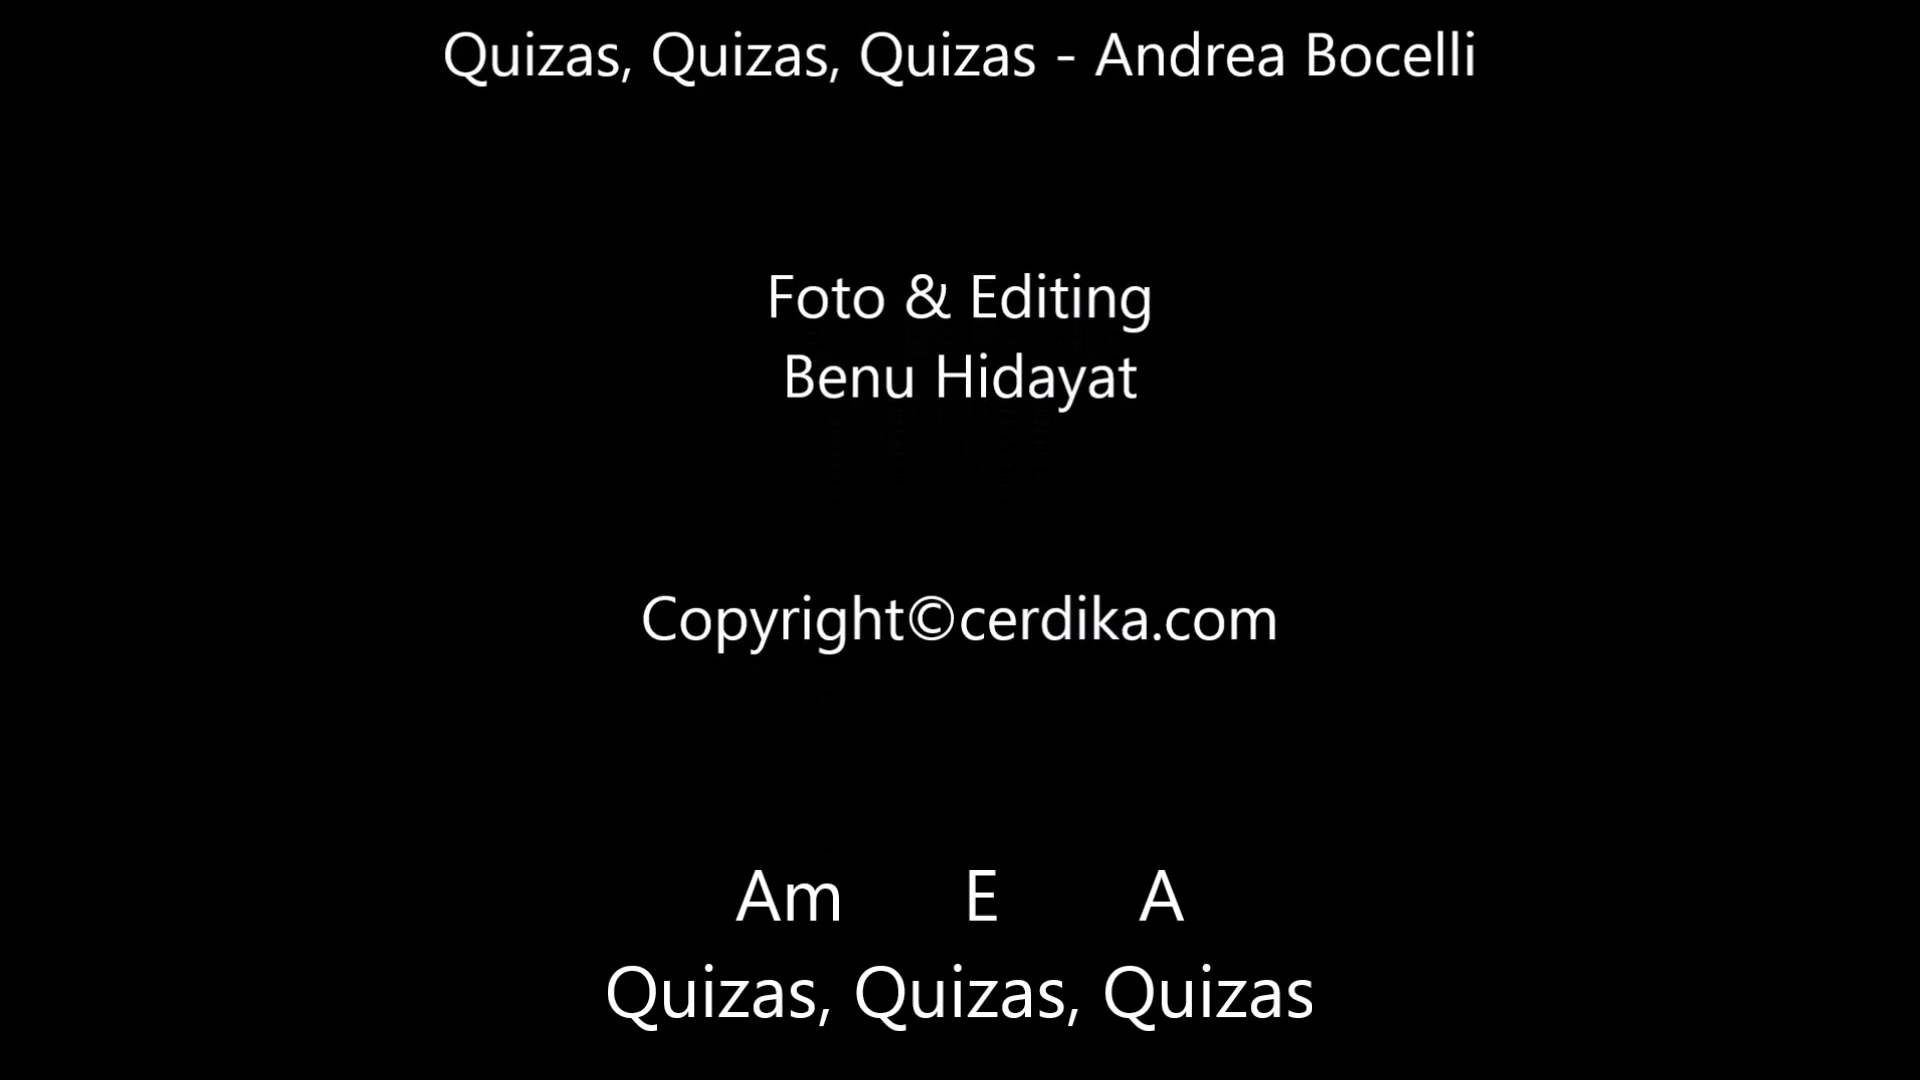 Quizas, Quizas, Quizas - Andrea Bocelli
Foto & Editing
Benu Hidayat
Copyright©cerdika.com
Am E A
Quizas, Quizas, Quizas